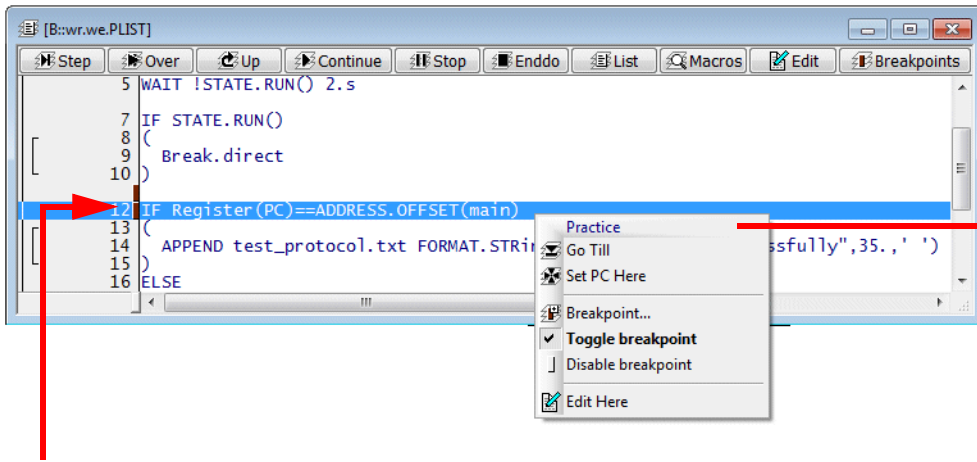 [B::wr.we.PLIST]
Step Over Up Continue Stop Enddo List Macros Edit Breakpoints
5 WAIT !STATE.RUN() 2.s
7 IF STATE.RUN()
8 (
9 Break.direct
10 )
12 IF Register(PC)==ADDRESS.OFFSET(main)
13 (
14 APPEND test_protocol.txt FORMAT.STRin ssfully",35.,' ')
15 )
16 ELSE
Practice
Go Till
Set PC Here
Breakpoint...
Toggle breakpoint
Disable breakpoint
Edit Here